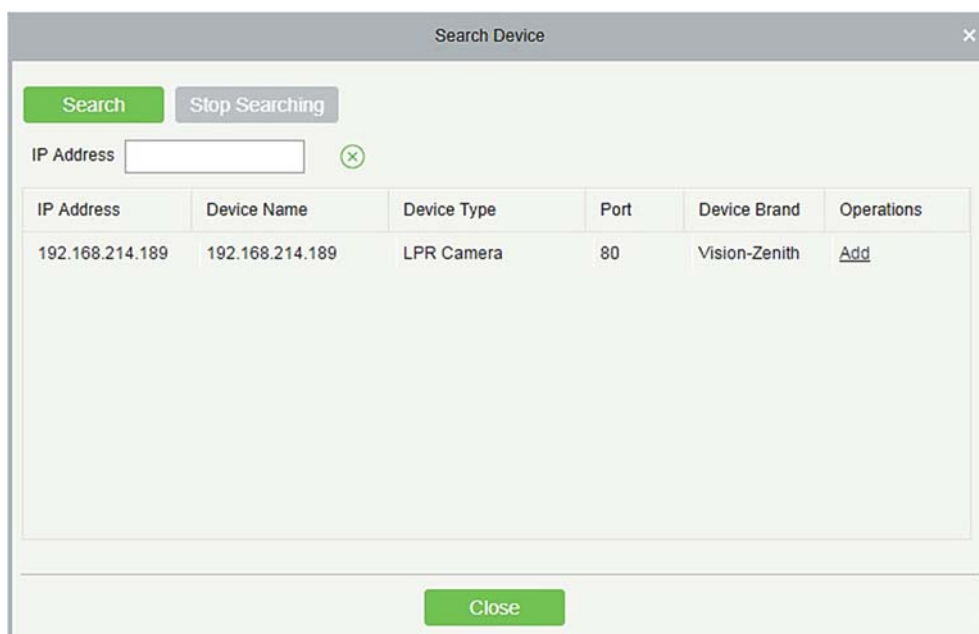 Search Device
Search Stop Searching
IP Address
IP Address Device Name Device Type Port Device Brand Operations
192.168.214.189 192.168.214.189 LPR Camera 80 Vision-Zenith Add
Close